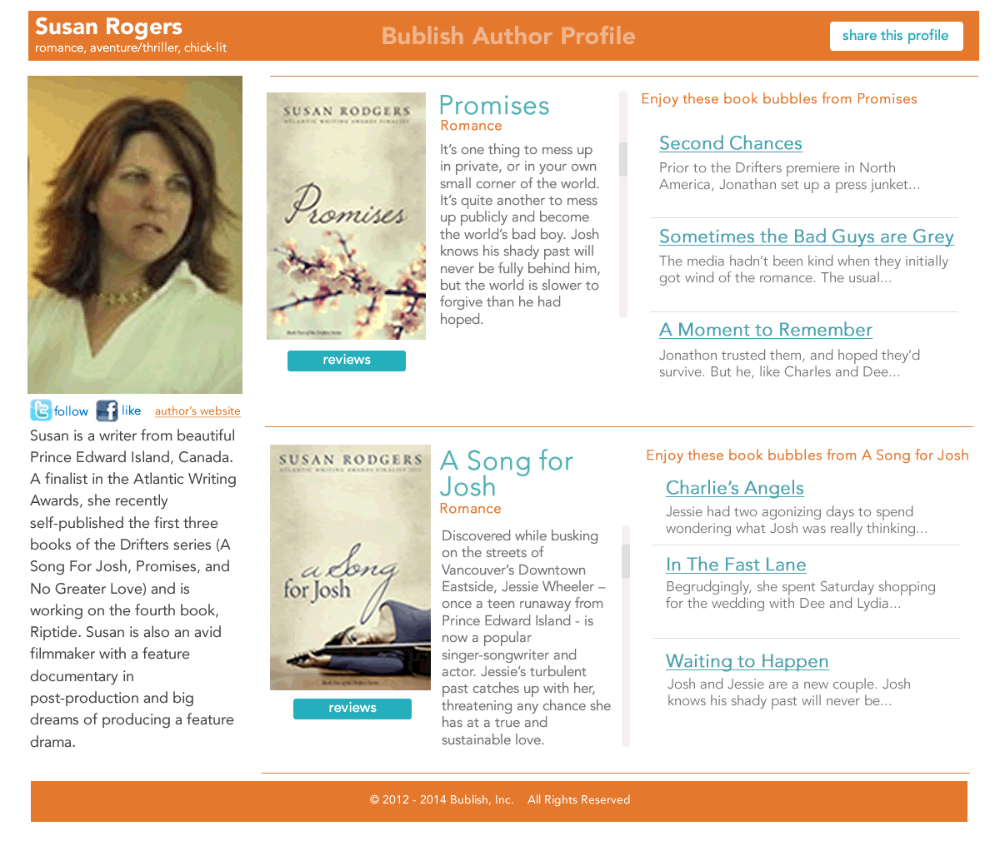 Susan Rogers
romance, aventure/thriller, chick-lit
Bublish Author Profile
share this profile
follow
like
author's website
Susan is a writer from beautiful
Prince Edward Island, Canada.
A finalist in the Atlantic Writing
Awards, she recently
self-published the first three
books of the Drifters series (A
Song For Josh, Promises, and
No Greater Love) and is
working on the fourth book,
Riptide. Susan is also an avid
filmmaker with a feature
documentary in
post-production and big
dreams of producing a feature
drama.
SUSAN RODGERS
ATLANTIC WRITING AWARDS FINALIST
Promises
reviews
Promises
Romance
It's one thing to mess up
in private, or in your own
small corner of the world.
It's quite another to mess
up publicly and become
the world's bad boy. Josh
knows his shady past will
never be fully behind him,
but the world is slower to
forgive than he had
hoped.
Enjoy these book bubbles from Promises
Second Chances
Prior to the Drifters premiere in North
America, Jonathan set up a press junket...
Sometimes the Bad Guys are Grey
The media hadn't been kind when they initially
got wind of the romance. The usual...
A Moment to Remember
Jonathon trusted them, and hoped they'd
survive. But he, like Charles and Dee...
SUSAN RODGERS
ATLANTIC WRITING AWARDS FINALIST
a Song
for Josh
reviews
A Song for
Josh
Romance
Discovered while busking
on the streets of
Vancouver's Downtown
Eastside, Jessie Wheeler –
once a teen runaway from
Prince Edward Island - is
now a popular
singer-songwriter and
actor. Jessie's turbulent
past catches up with her,
threatening any chance she
has at a true and
sustainable love.
Enjoy these book bubbles from A Song for Josh
Charlie's Angels
Jessie had two agonizing days to spend
wondering what Josh was really thinking...
In The Fast Lane
Begrudgingly, she spent Saturday shopping
for the wedding with Dee and Lydia...
Waiting to Happen
Josh and Jessie are a new couple. Josh
knows his shady past will never be...
© 2012 - 2014 Bublish, Inc. All Rights Reserved